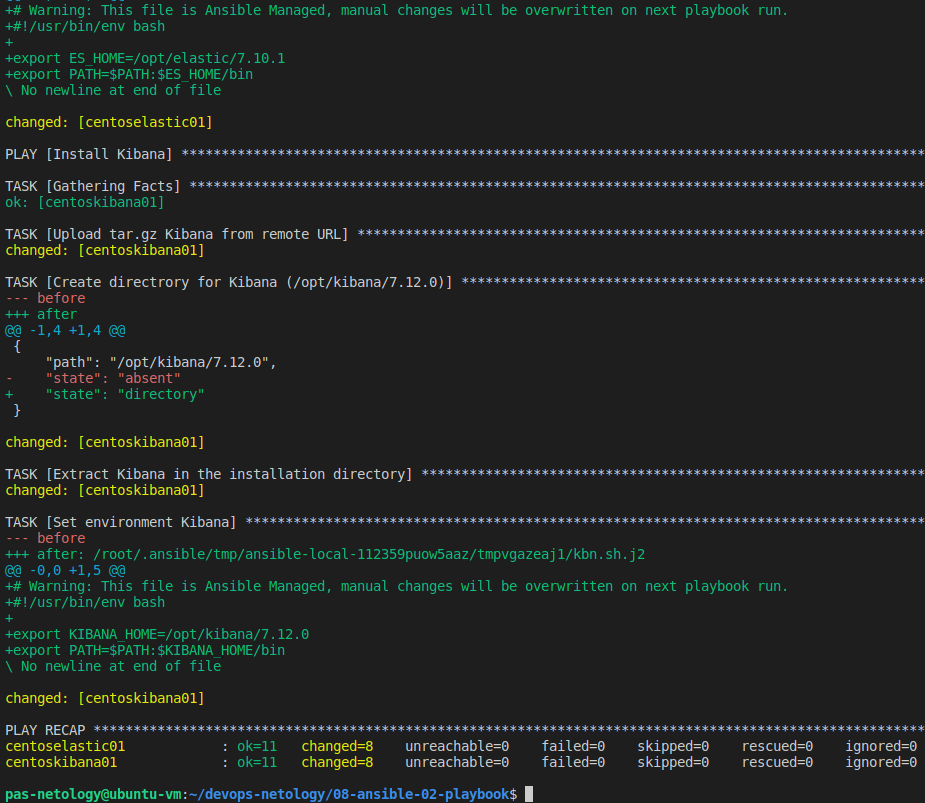 +# Warning: This file is Ansible Managed, manual changes will be overwritten on next playbook run.
+#!/usr/bin/env bash
+
+export ES_HOME=/opt/elastic/7.10.1
+export PATH=$PATH:$ES_HOME/bin
\ No newline at end of file
changed: [centoselastic01]
PLAY [Install Kibana] *********************************************************************************************
TASK [Gathering Facts] ********************************************************************************************
ok: [centoskibana01]
TASK [Upload tar.gz Kibana from remote URL] ***********************************************************************
changed: [centoskibana01]
TASK [Create directrory for Kibana (/opt/kibana/7.12.0)] **********************************************************
--- before
+++ after
@@ -1,4 +1,4 @@
 {
     "path": "/opt/kibana/7.12.0",
-    "state": "absent"
+    "state": "directory"
 }
changed: [centoskibana01]
TASK [Extract Kibana in the installation directory] ***************************************************************
changed: [centoskibana01]
TASK [Set environment Kibana] *************************************************************************************
--- before
+++ after: /root/.ansible/tmp/ansible-local-112359puow5aaz/tmpvgazeaj1/kbn.sh.j2
@@ -0,0 +1,5 @@
+# Warning: This file is Ansible Managed, manual changes will be overwritten on next playbook run.
+#!/usr/bin/env bash
+
+export KIBANA_HOME=/opt/kibana/7.12.0
+export PATH=$PATH:$KIBANA_HOME/bin
\ No newline at end of file
changed: [centoskibana01]
PLAY RECAP ********************************************************************************************************
centoselastic01            : ok=11   changed=8    unreachable=0    failed=0    skipped=0    rescued=0    ignored=0
centoskibana01             : ok=11   changed=8    unreachable=0    failed=0    skipped=0    rescued=0    ignored=0
pas-netology@ubuntu-vm:~/devops-netology/08-ansible-02-playbook$